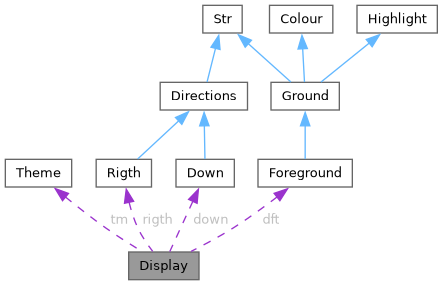 Str Colour Highlight
Directions Ground
Theme Rigth Down Foreground
tm rigth down dft
Display